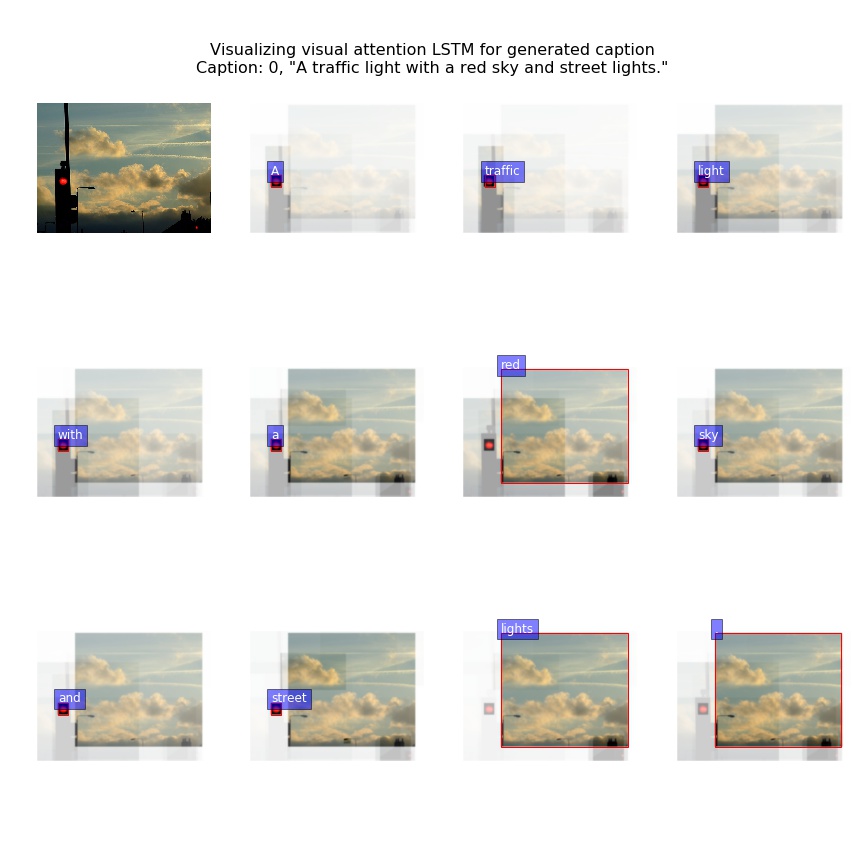 Visualizing visual attention LSTM for generated caption
Caption: 0, "A traffic light with a red sky and street lights."
A
traffic
light
with
a
red
sky
and
street
lights